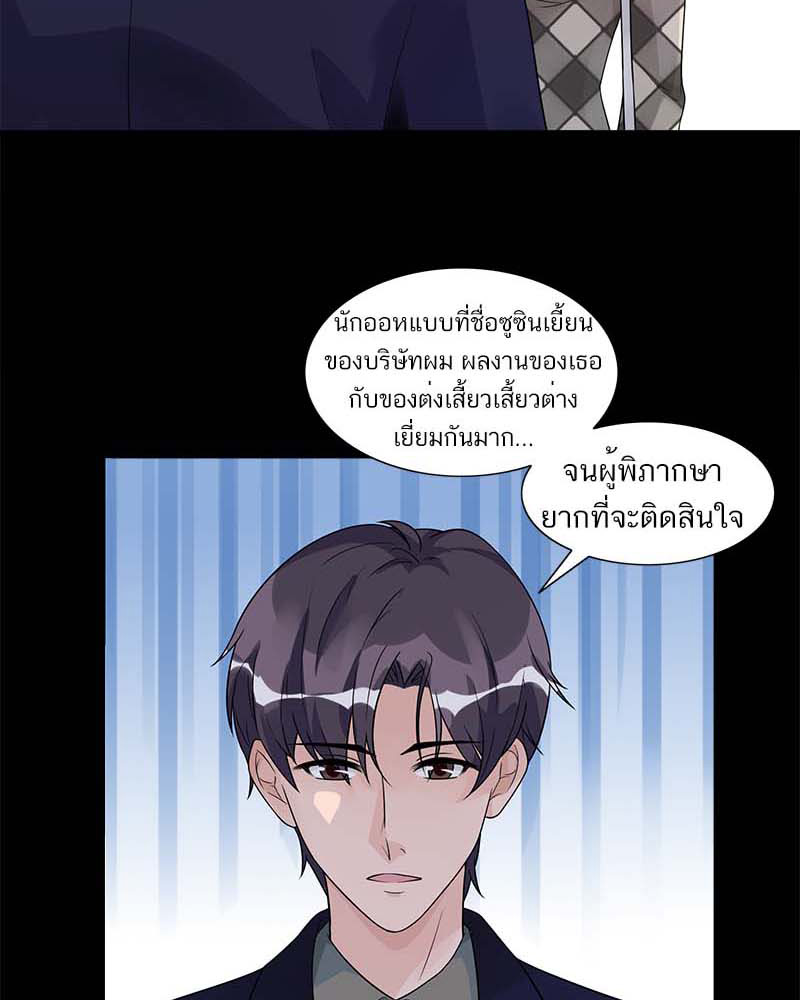 นักออหแบบที่ชื่อซูซินเยี้ยน
ของบริษัทผม ผลงานของเธอ
กับของต่งเสี้ยวเสี้ยวต่าง
เยี่ยมกันมาก...
จนผู้พิภากษา
ยากที่จะติดสินใจ